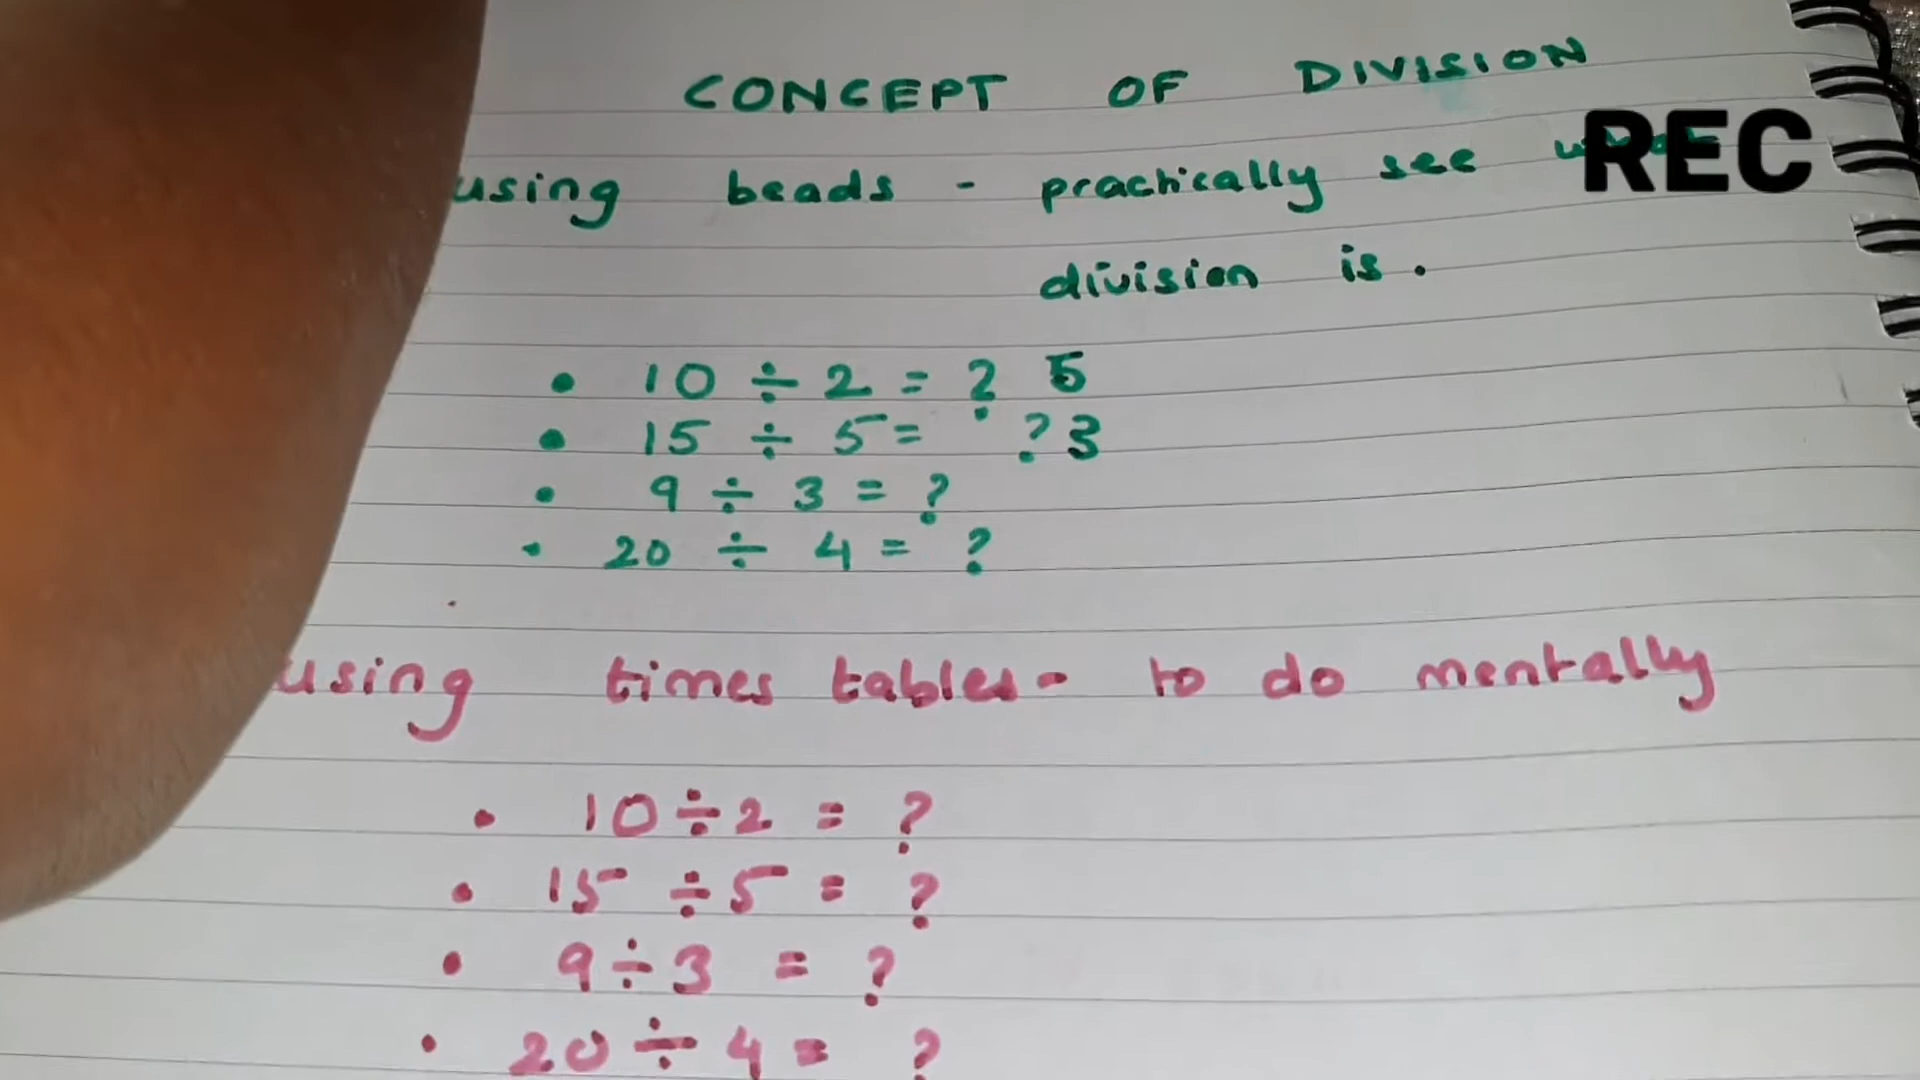 CONCEPT OF DIVISION
REC
using beads - practically see
division is.
• 10 ÷ 2 = ? 5
• 15 ÷ 5 = ? 3
• 9 ÷ 3 = ?
• 20 ÷ 4 = ?
using times tables - to do mentally
• 10 ÷ 2 = ?
• 15 ÷ 5 = ?
• 9 ÷ 3 = ?
• 20 ÷ 4 = ?